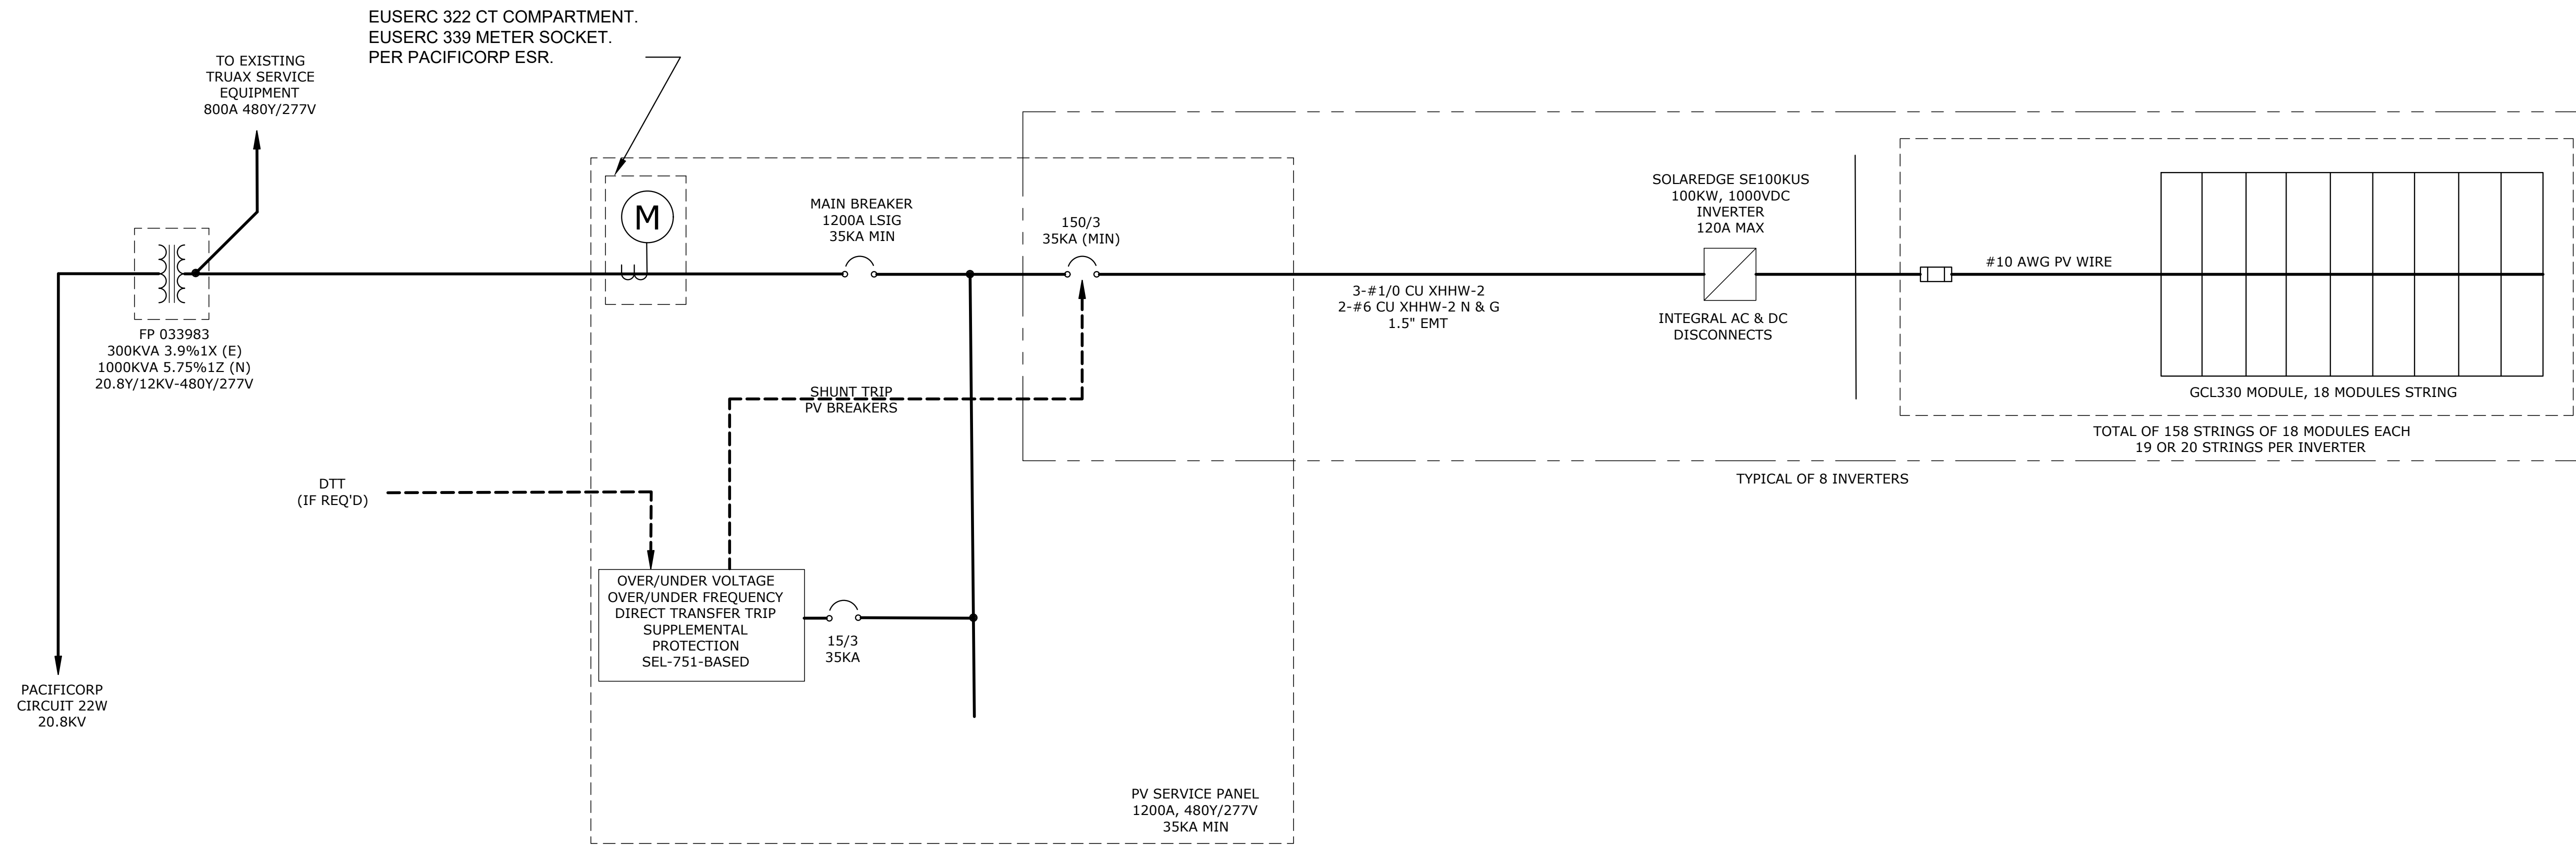 EUSERC 322 CT COMPARTMENT.
EUSERC 339 METER SOCKET.
PER PACIFICORP ESR.
TO EXISTING
TRUAX SERVICE
EQUIPMENT
800A 480Y/277V
FP 033983
300KVA 3.9%1X (E)
1000KVA 5.75%1Z (N)
20.8Y/12KV-480Y/277V
PACIFICORP
CIRCUIT 22W
20.8KV
M
MAIN BREAKER
1200A LSIG
35KA MIN
150/3
35KA (MIN)
SHUNT TRIP
PV BREAKERS
DTT
(IF REQ'D)
OVER/UNDER VOLTAGE
OVER/UNDER FREQUENCY
DIRECT TRANSFER TRIP
SUPPLEMENTAL
PROTECTION
SEL-751-BASED
15/3
35KA
PV SERVICE PANEL
1200A, 480Y/277V
35KA MIN
3-#1/0 CU XHHW-2
2-#6 CU XHHW-2 N & G
1.5" EMT
SOLAREDGE SE100KUS
100KW, 1000VDC
INVERTER
120A MAX
INTEGRAL AC & DC
DISCONNECTS
#10 AWG PV WIRE
GCL330 MODULE, 18 MODULES STRING
TOTAL OF 158 STRINGS OF 18 MODULES EACH
19 OR 20 STRINGS PER INVERTER
TYPICAL OF 8 INVERTERS